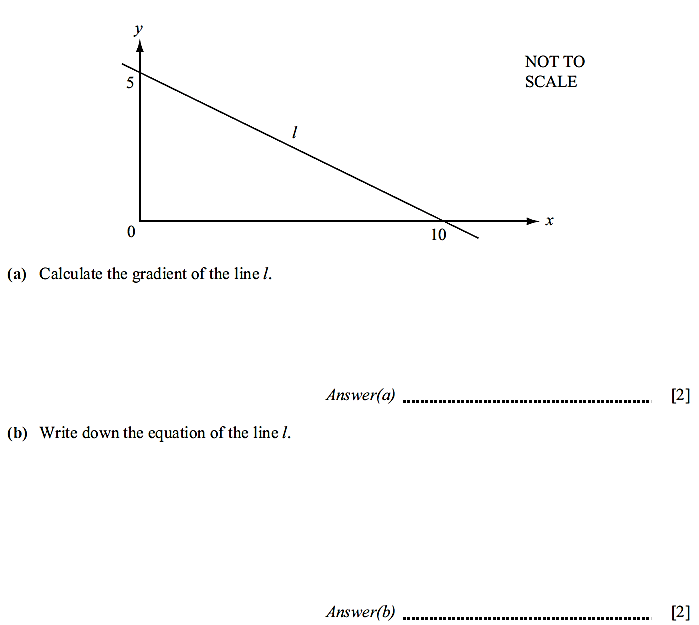 y
NOT TO
SCALE
5
l
x
0
10
(a) Calculate the gradient of the line l.
Answer(a) ................................................ [2]
(b) Write down the equation of the line l.
Answer(b) ................................................ [2]